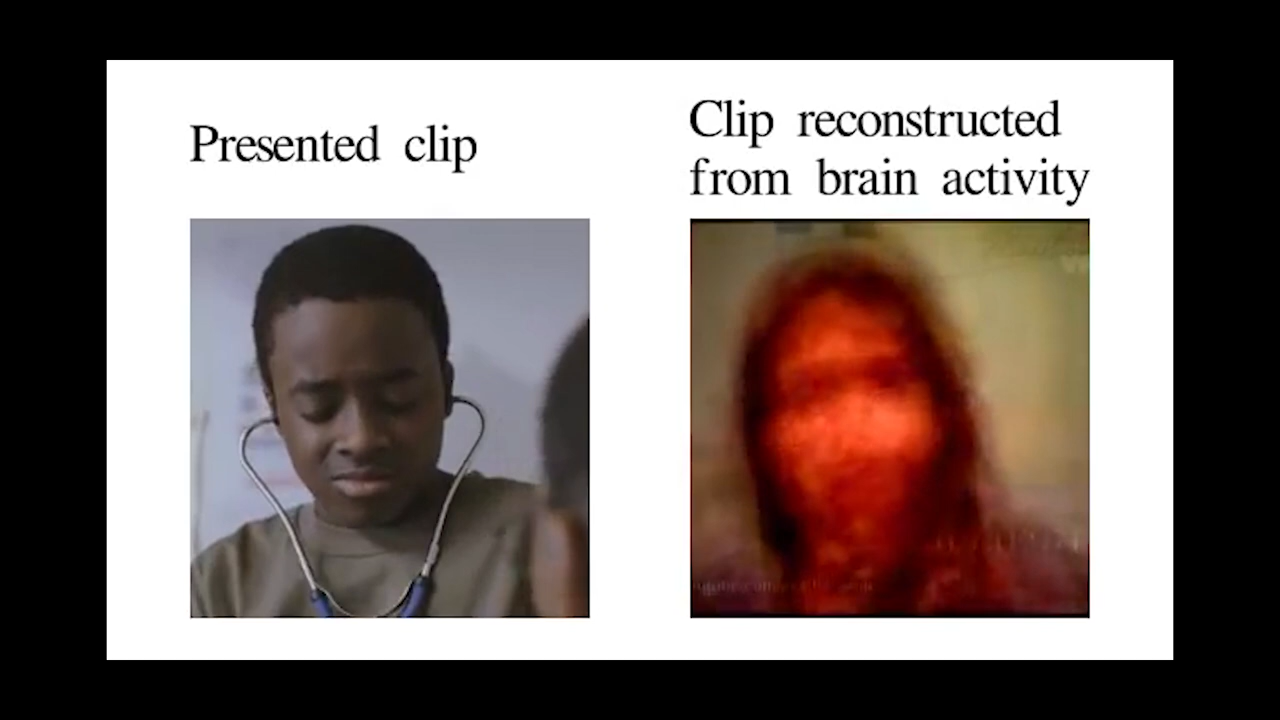 Presented clip
Clip reconstructed
from brain activity